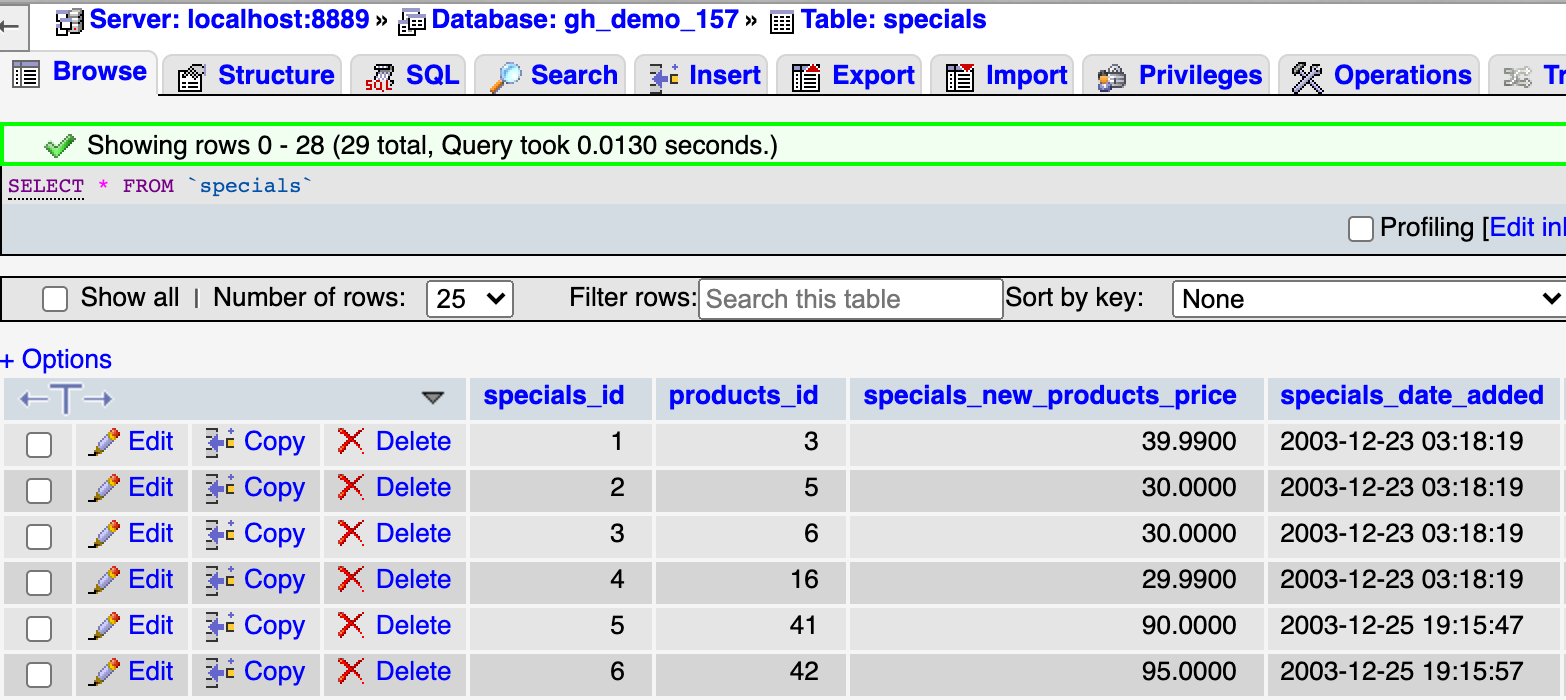 ← Server: localhost:8889 » Database: gh_demo_157 » Table: specials
Browse Structure SQL Search Insert Export Import Privileges Operations Tr
Showing rows 0 - 28 (29 total, Query took 0.0130 seconds.)
SELECT * FROM `specials`
Profiling [Edit inl
Show all | Number of rows: 25 Filter rows: Search this table Sort by key: None
+ Options
←T→ specials_id products_id specials_new_products_price specials_date_added
Edit Copy Delete 1 3 39.9900 2003-12-23 03:18:19
Edit Copy Delete 2 5 30.0000 2003-12-23 03:18:19
Edit Copy Delete 3 6 30.0000 2003-12-23 03:18:19
Edit Copy Delete 4 16 29.9900 2003-12-23 03:18:19
Edit Copy Delete 5 41 90.0000 2003-12-25 19:15:47
Edit Copy Delete 6 42 95.0000 2003-12-25 19:15:57